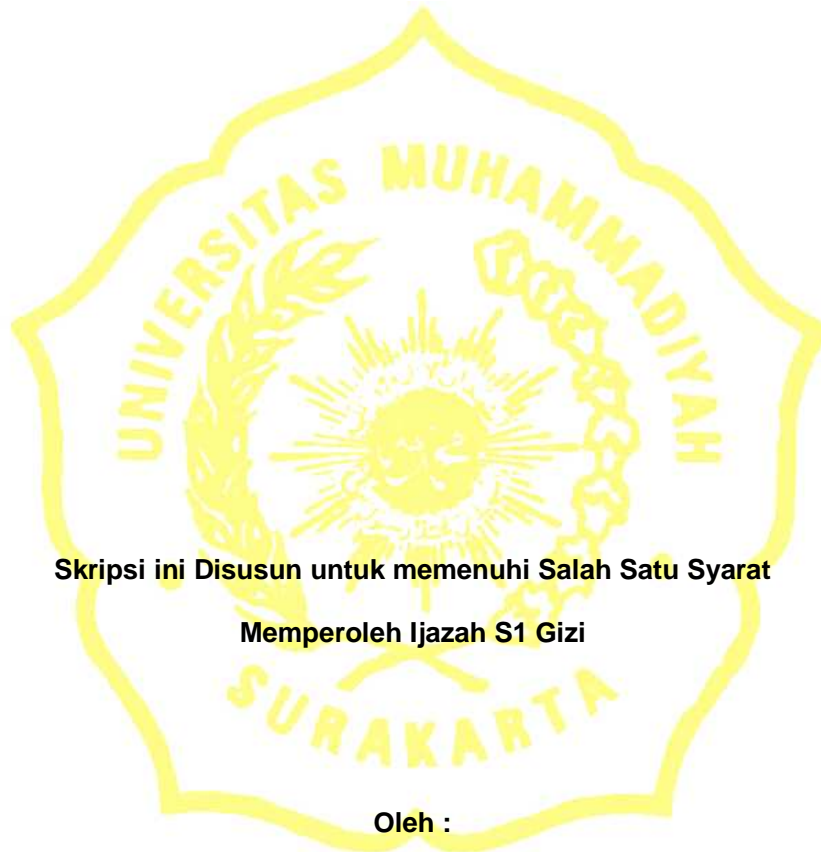 UNIVERSITAS MUHAMMADIYAH
Skripsi ini Disusun untuk memenuhi Salah Satu Syarat
Memperoleh Ijazah S1 Gizi
SURAKARTA
Oleh :